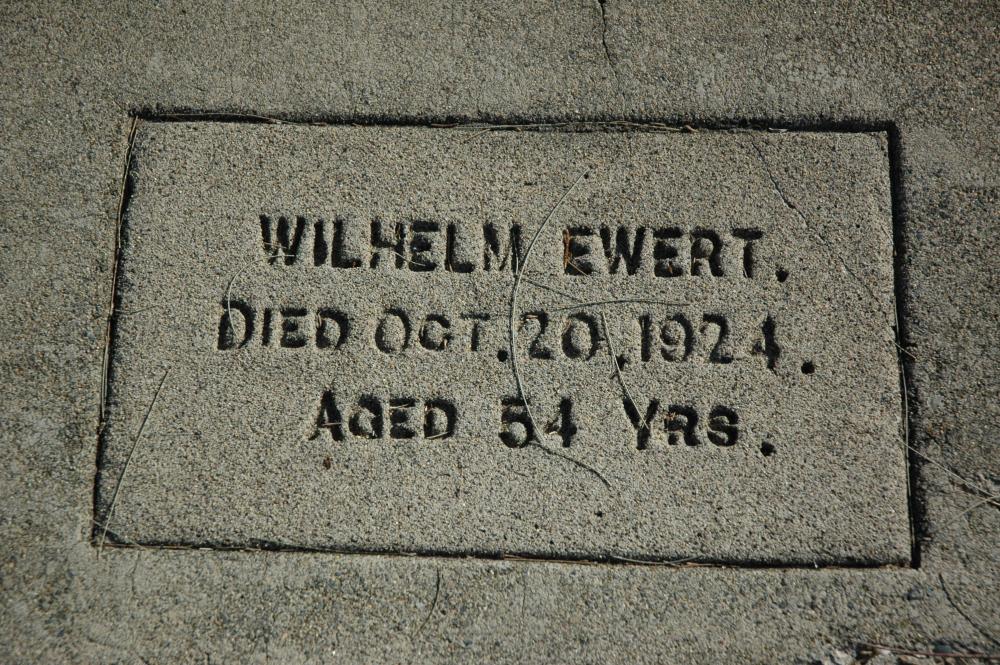 WILHELM EWERT.
DIED OCT. 20, 1924.
AGED 54 YRS.